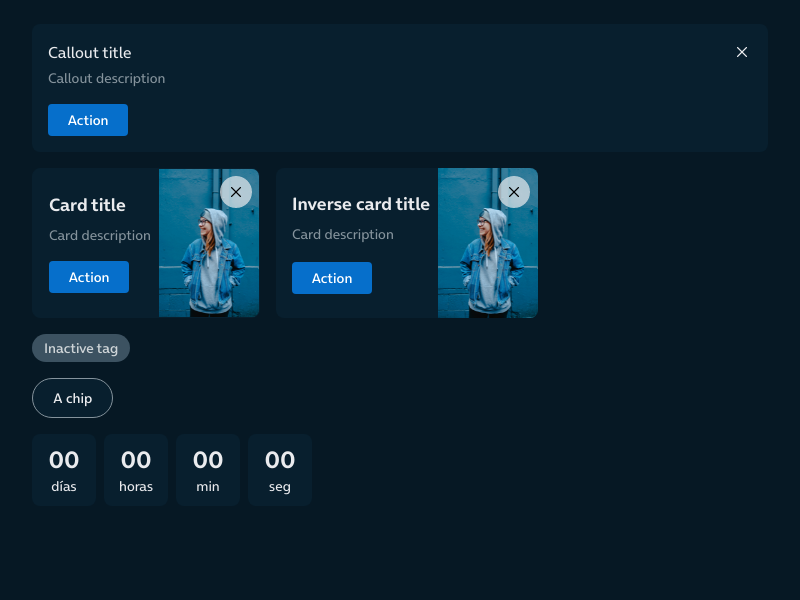 Callout title
Callout description
Action
Card title
Card description
Action
Inverse card title
Card description
Action
Inactive tag
A chip
00 00 00 00
días horas min seg